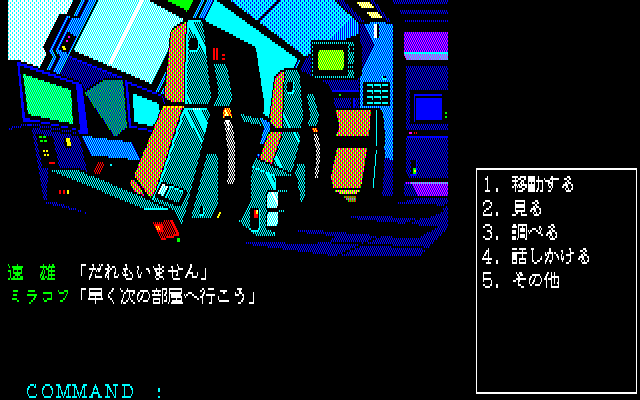 速 雄 「だれもいません」
ミラコフ「早く次の部屋へ行こう」
COMMAND :
1. 移動する
2. 見る
3. 調べる
4. 話しかける
5. その他